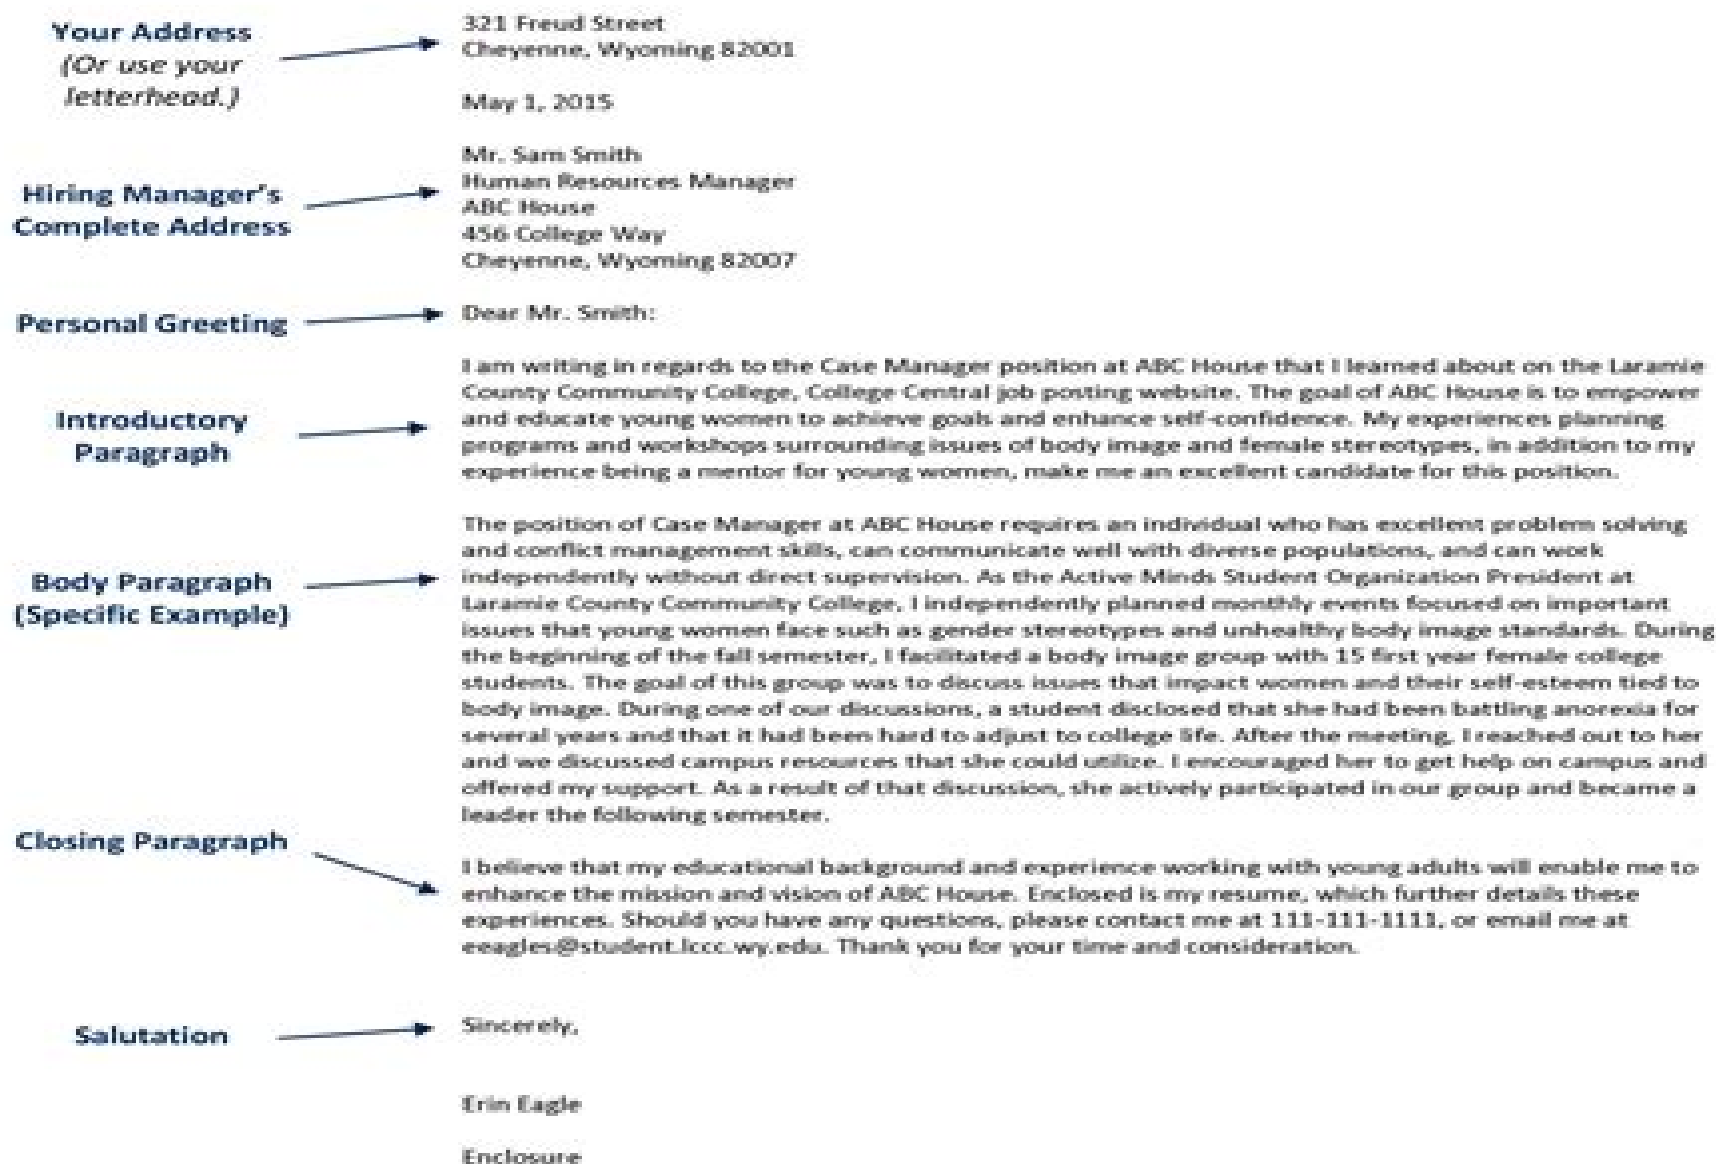 Your Address
(Or use your
letterhead.)
321 Freud Street
Cheyenne, Wyoming 82001
May 1, 2015
Hiring Manager's
Complete Address
Mr. Sam Smith
Human Resources Manager
ABC House
456 College Way
Cheyenne, Wyoming 82007
Personal Greeting
Dear Mr. Smith:
Introductory
Paragraph
I am writing in regards to the Case Manager position at ABC House that I learned about on the Laramie
County Community College, College Central job posting website. The goal of ABC House is to empower
and educate young women to achieve goals and enhance self-confidence. My experiences planning
programs and workshops surrounding issues of body image and female stereotypes, in addition to my
experience being a mentor for young women, make me an excellent candidate for this position.
Body Paragraph
(Specific Example)
The position of Case Manager at ABC House requires an individual who has excellent problem solving
and conflict management skills, can communicate well with diverse populations, and can work
independently without direct supervision. As the Active Minds Student Organization President at
Laramie County Community College, I independently planned monthly events focused on important
issues that young women face such as gender stereotypes and unhealthy body image standards. During
the beginning of the fall semester, I facilitated a body image group with 15 first year female college
students. The goal of this group was to discuss issues that impact women and their self-esteem tied to
body image. During one of our discussions, a student disclosed that she had been battling anorexia for
several years and that it had been hard to adjust to college life. After the meeting, I reached out to her
and we discussed campus resources that she could utilize. I encouraged her to get help on campus and
offered my support. As a result of that discussion, she actively participated in our group and became a
leader the following semester.
Closing Paragraph
I believe that my educational background and experience working with young adults will enable me to
enhance the mission and vision of ABC House. Enclosed is my resume, which further details these
experiences. Should you have any questions, please contact me at 111-111-1111, or email me at
eeagles@student.lccc.wy.edu. Thank you for your time and consideration.
Salutation
Sincerely,
Erin Eagle
Enclosure